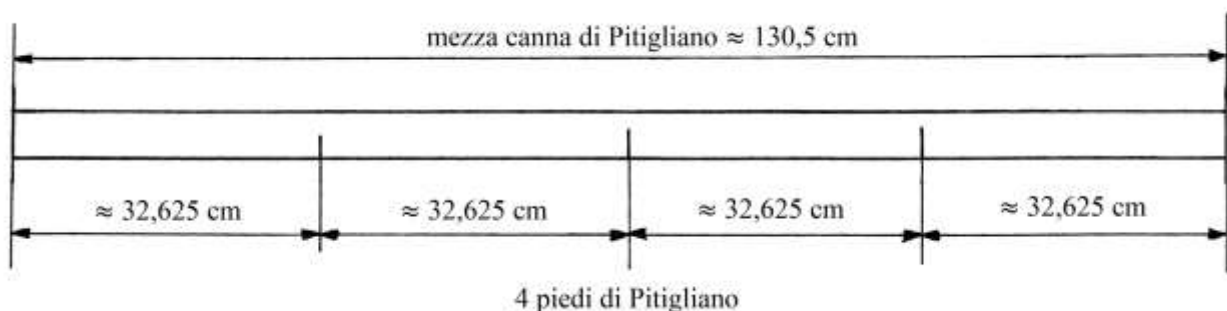 mezza canna di Pitigliano ≈ 130,5 cm
≈ 32,625 cm ≈ 32,625 cm ≈ 32,625 cm ≈ 32,625 cm
4 piedi di Pitigliano